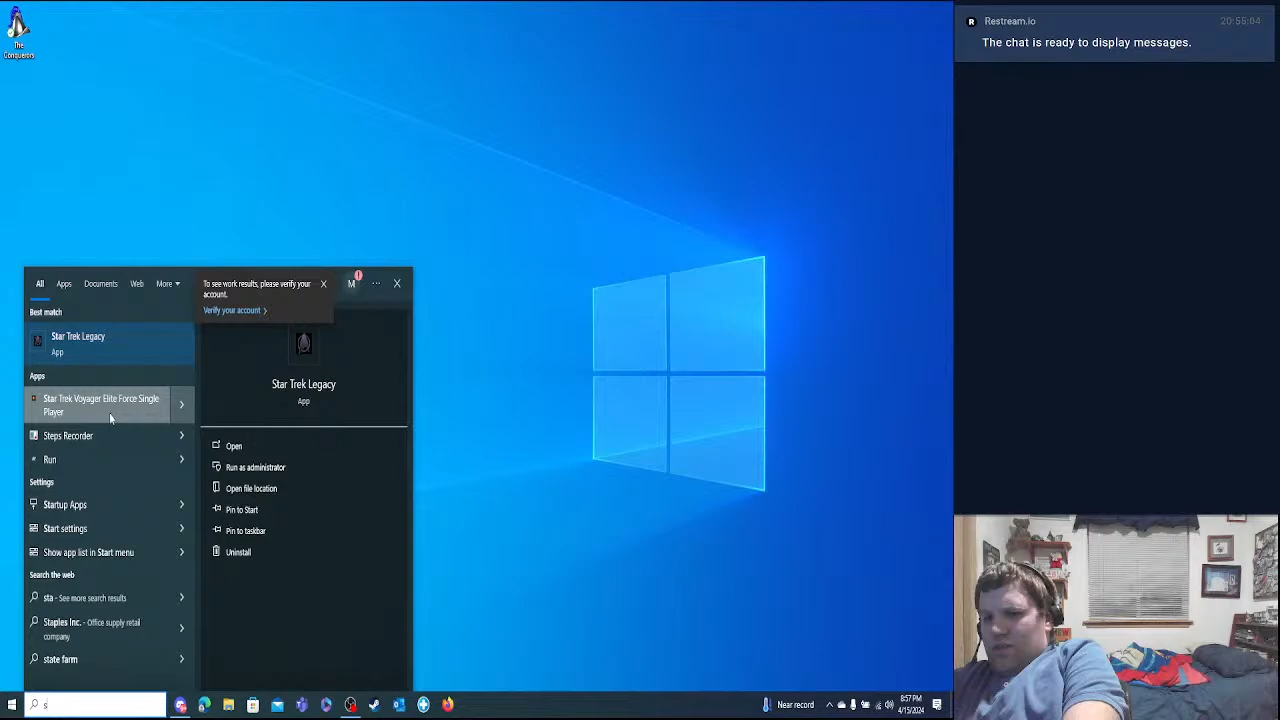 The
Conquerors
Restream.io
20:55:04
The chat is ready to display messages.
All
Apps
Documents
Web
More
To see work results, please verify your
account.
Verify your account
M
Best match
Star Trek Legacy
App
Apps
Star Trek Voyager Elite Force Single
Player
Steps Recorder
Run
Settings
Startup Apps
Start settings
Show app list in Start menu
Search the web
sta - See more search results
Staples Inc. - Office supply retail
company
state farm
Star Trek Legacy
App
Open
Run as administrator
Open file location
Pin to Start
Pin to taskbar
Uninstall
s
Near record
8:57 PM
4/15/2024